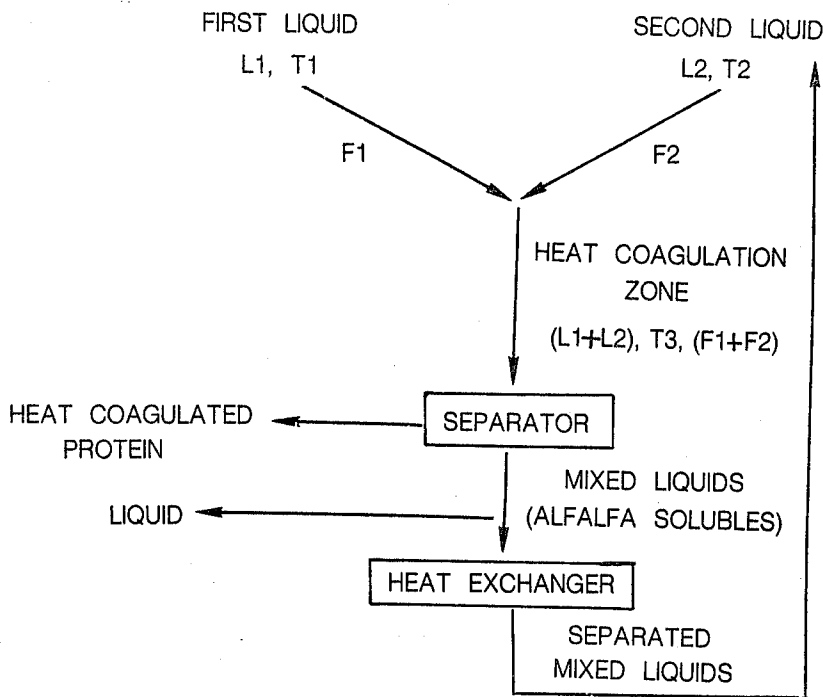 FIRST LIQUID
L1, T1
SECOND LIQUID
L2, T2
F1
F2
HEAT COAGULATION
ZONE
(L1+L2), T3, (F1+F2)
HEAT COAGULATED
PROTEIN
SEPARATOR
MIXED LIQUIDS
(ALFALFA SOLUBLES)
LIQUID
HEAT EXCHANGER
SEPARATED
MIXED LIQUIDS